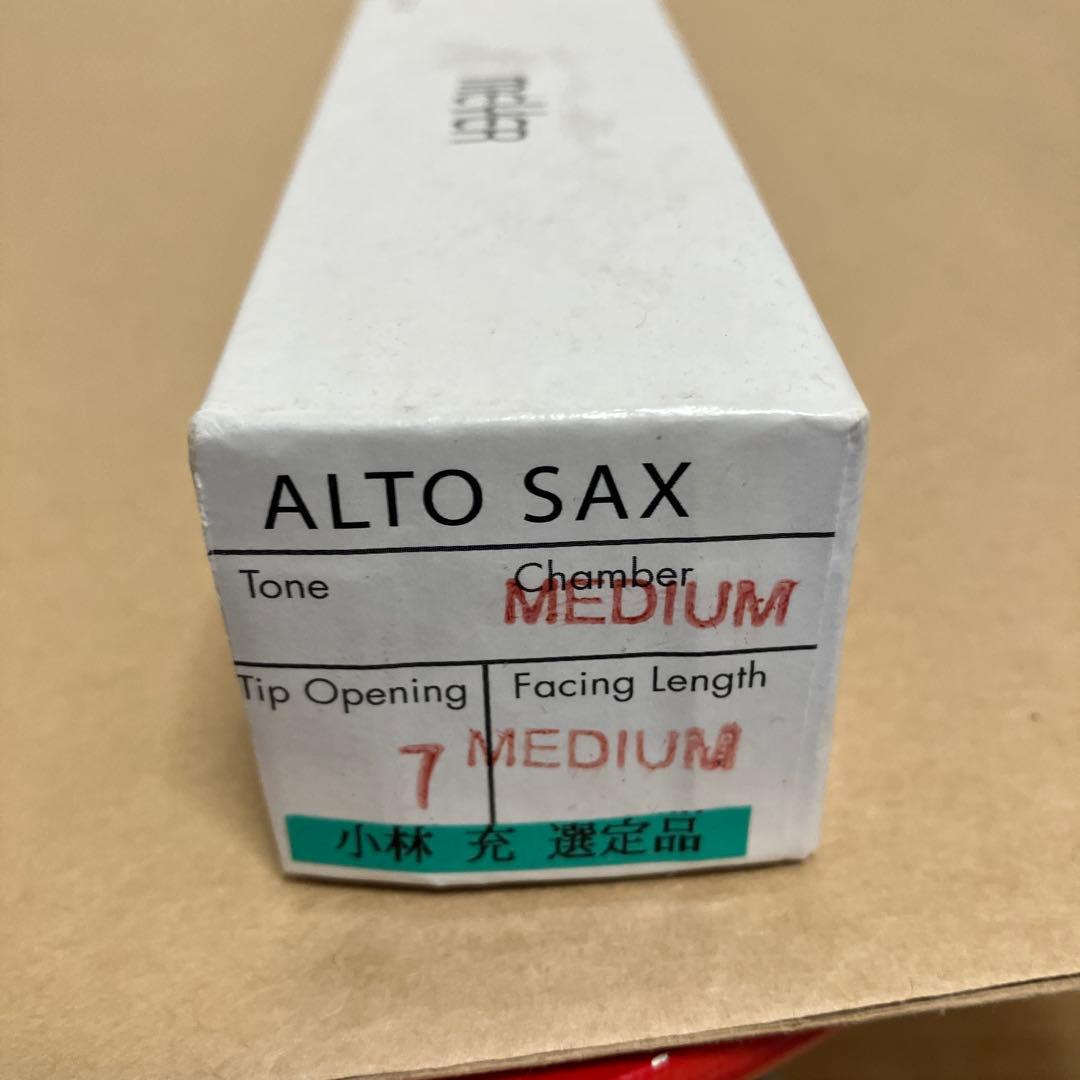 ALTO SAX
Tone
Chamber
MEDIUM
Tip Opening
Facing Length
7
MEDIUM
小林 充 選定品